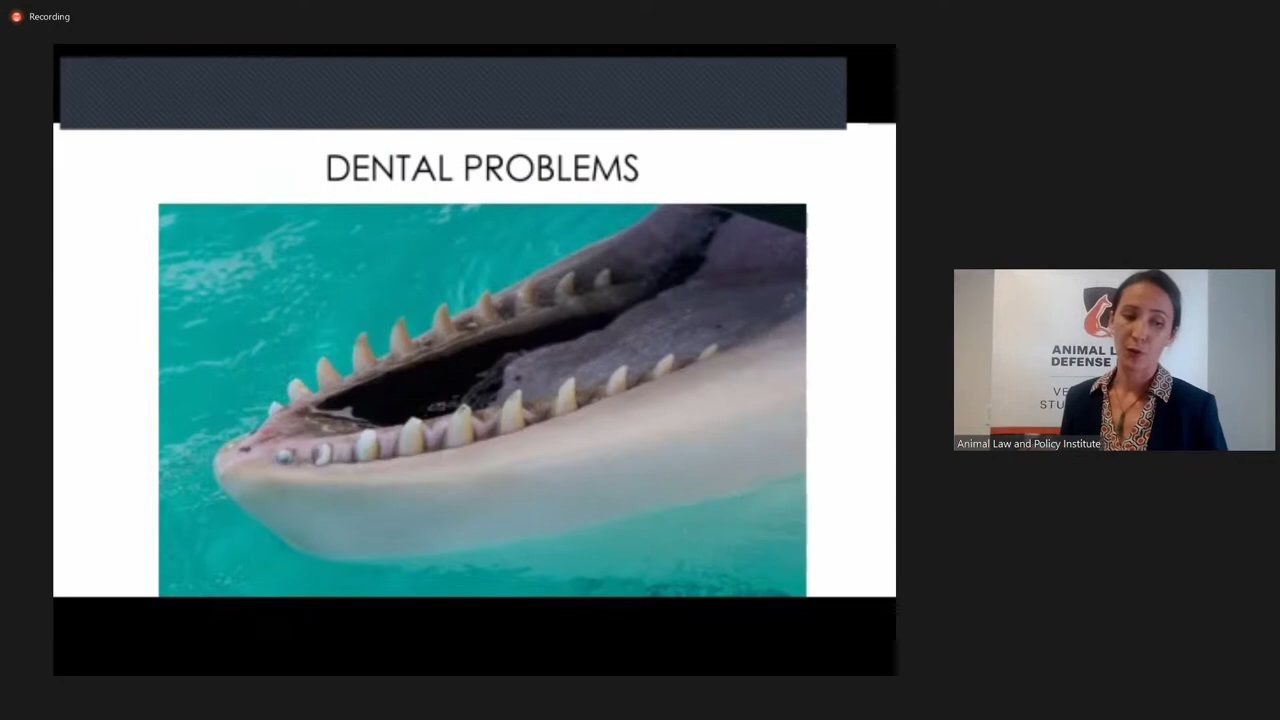 Recording
DENTAL PROBLEMS
ANIMAL L
DEFENSE
VE
STU
Animal Law and Policy Institute